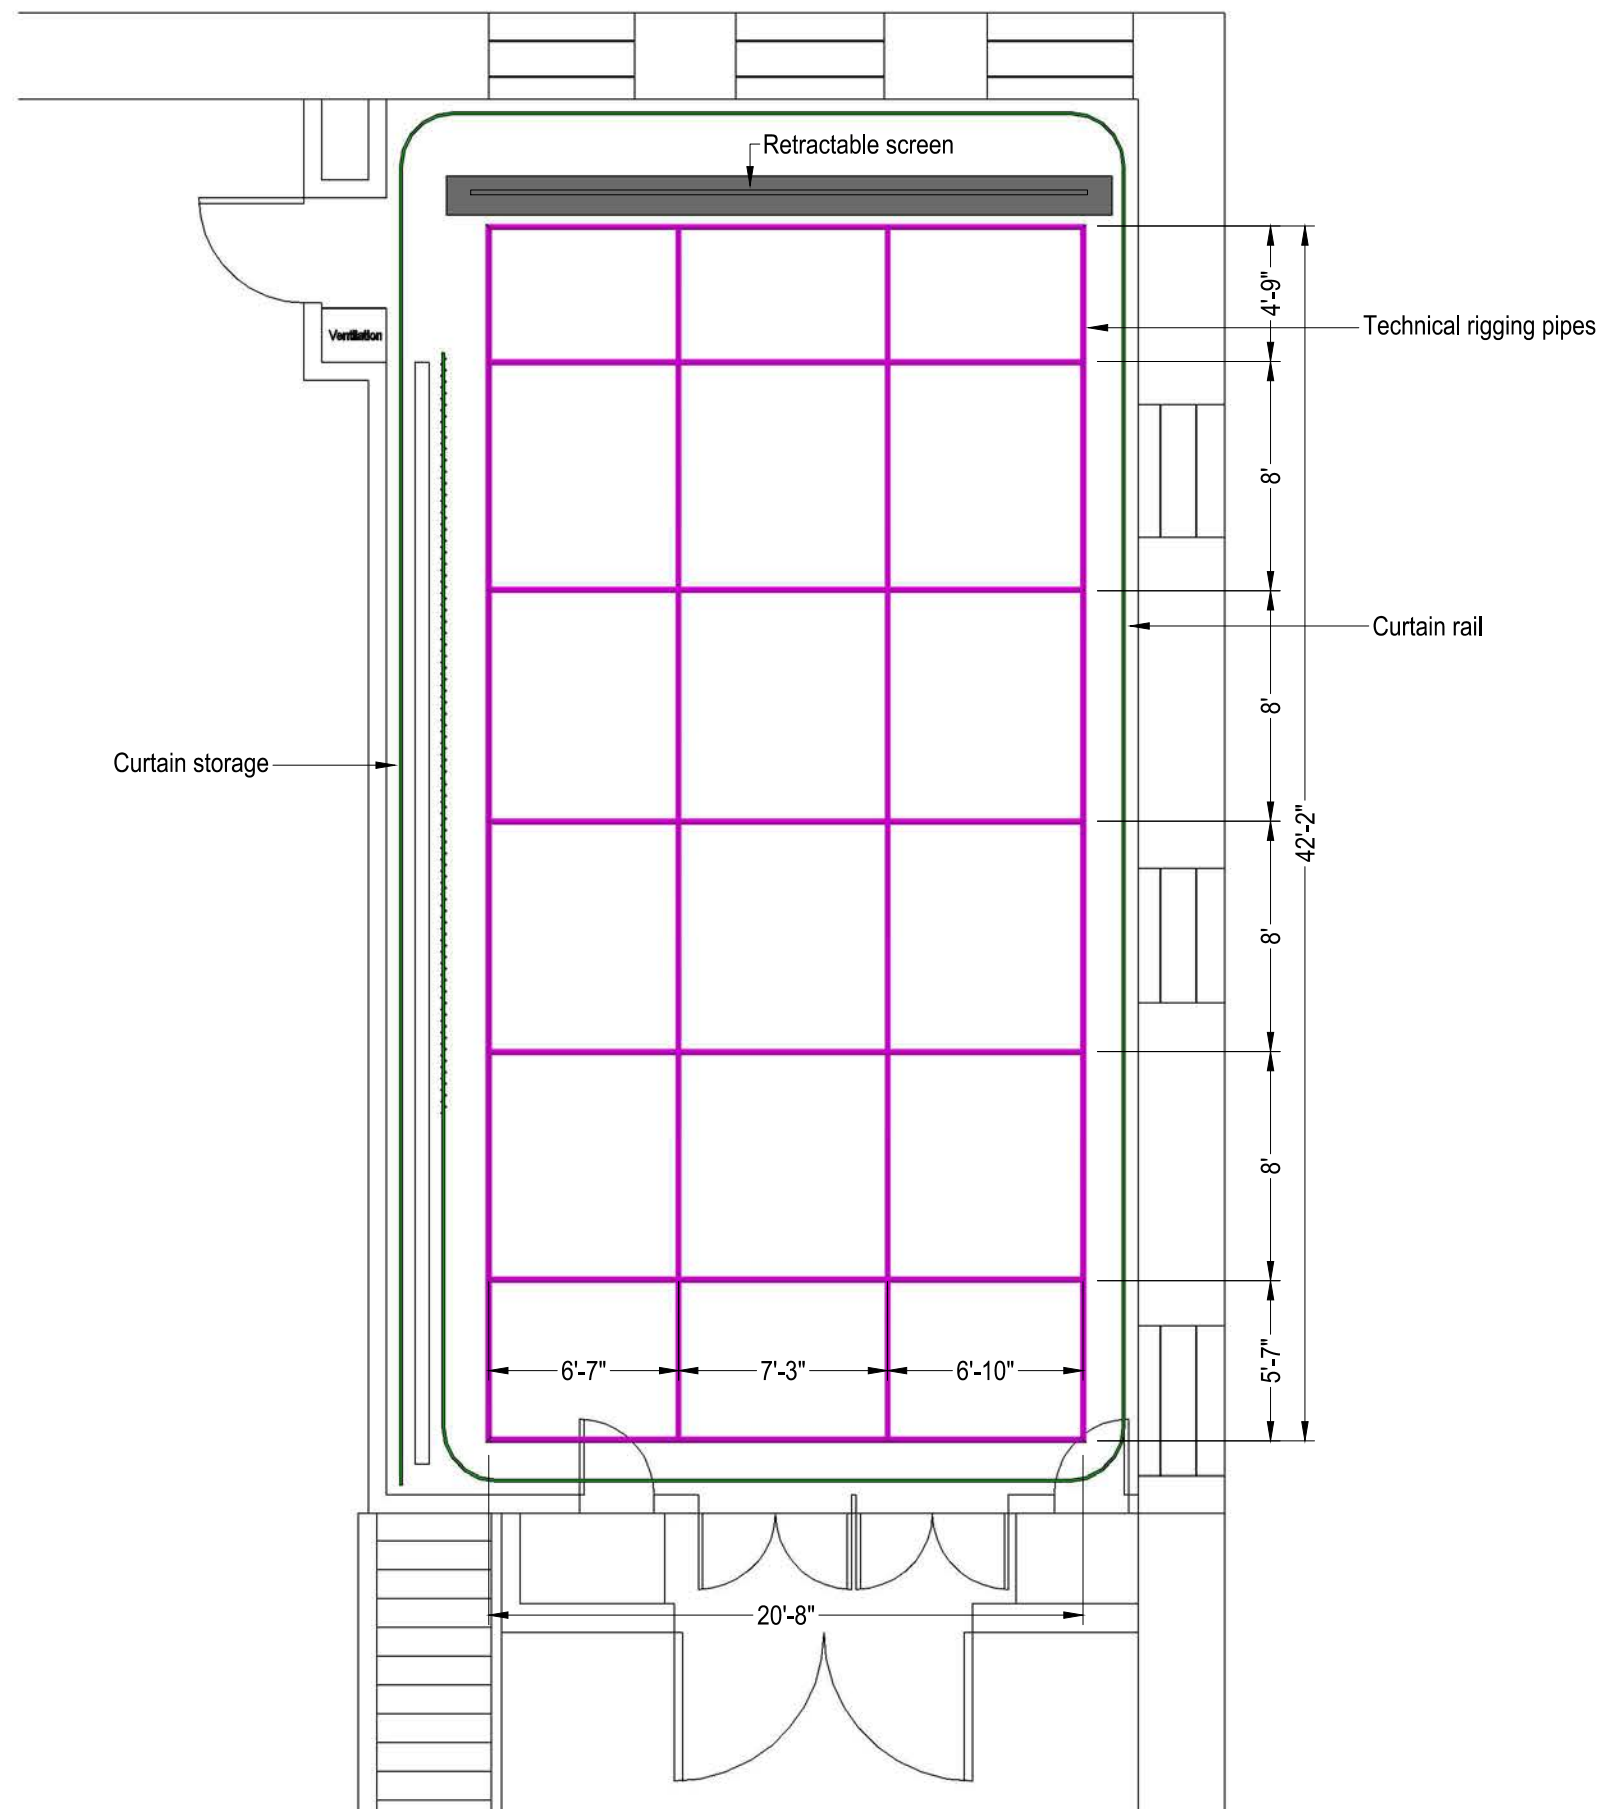 Retractable screen
4'-9"
Technical rigging pipes
Ventilation
8'
Curtain rail
8'
Curtain storage
42'-2"
8'
8'
5'-7"
6'-7"
7'-3"
6'-10"
20'-8"